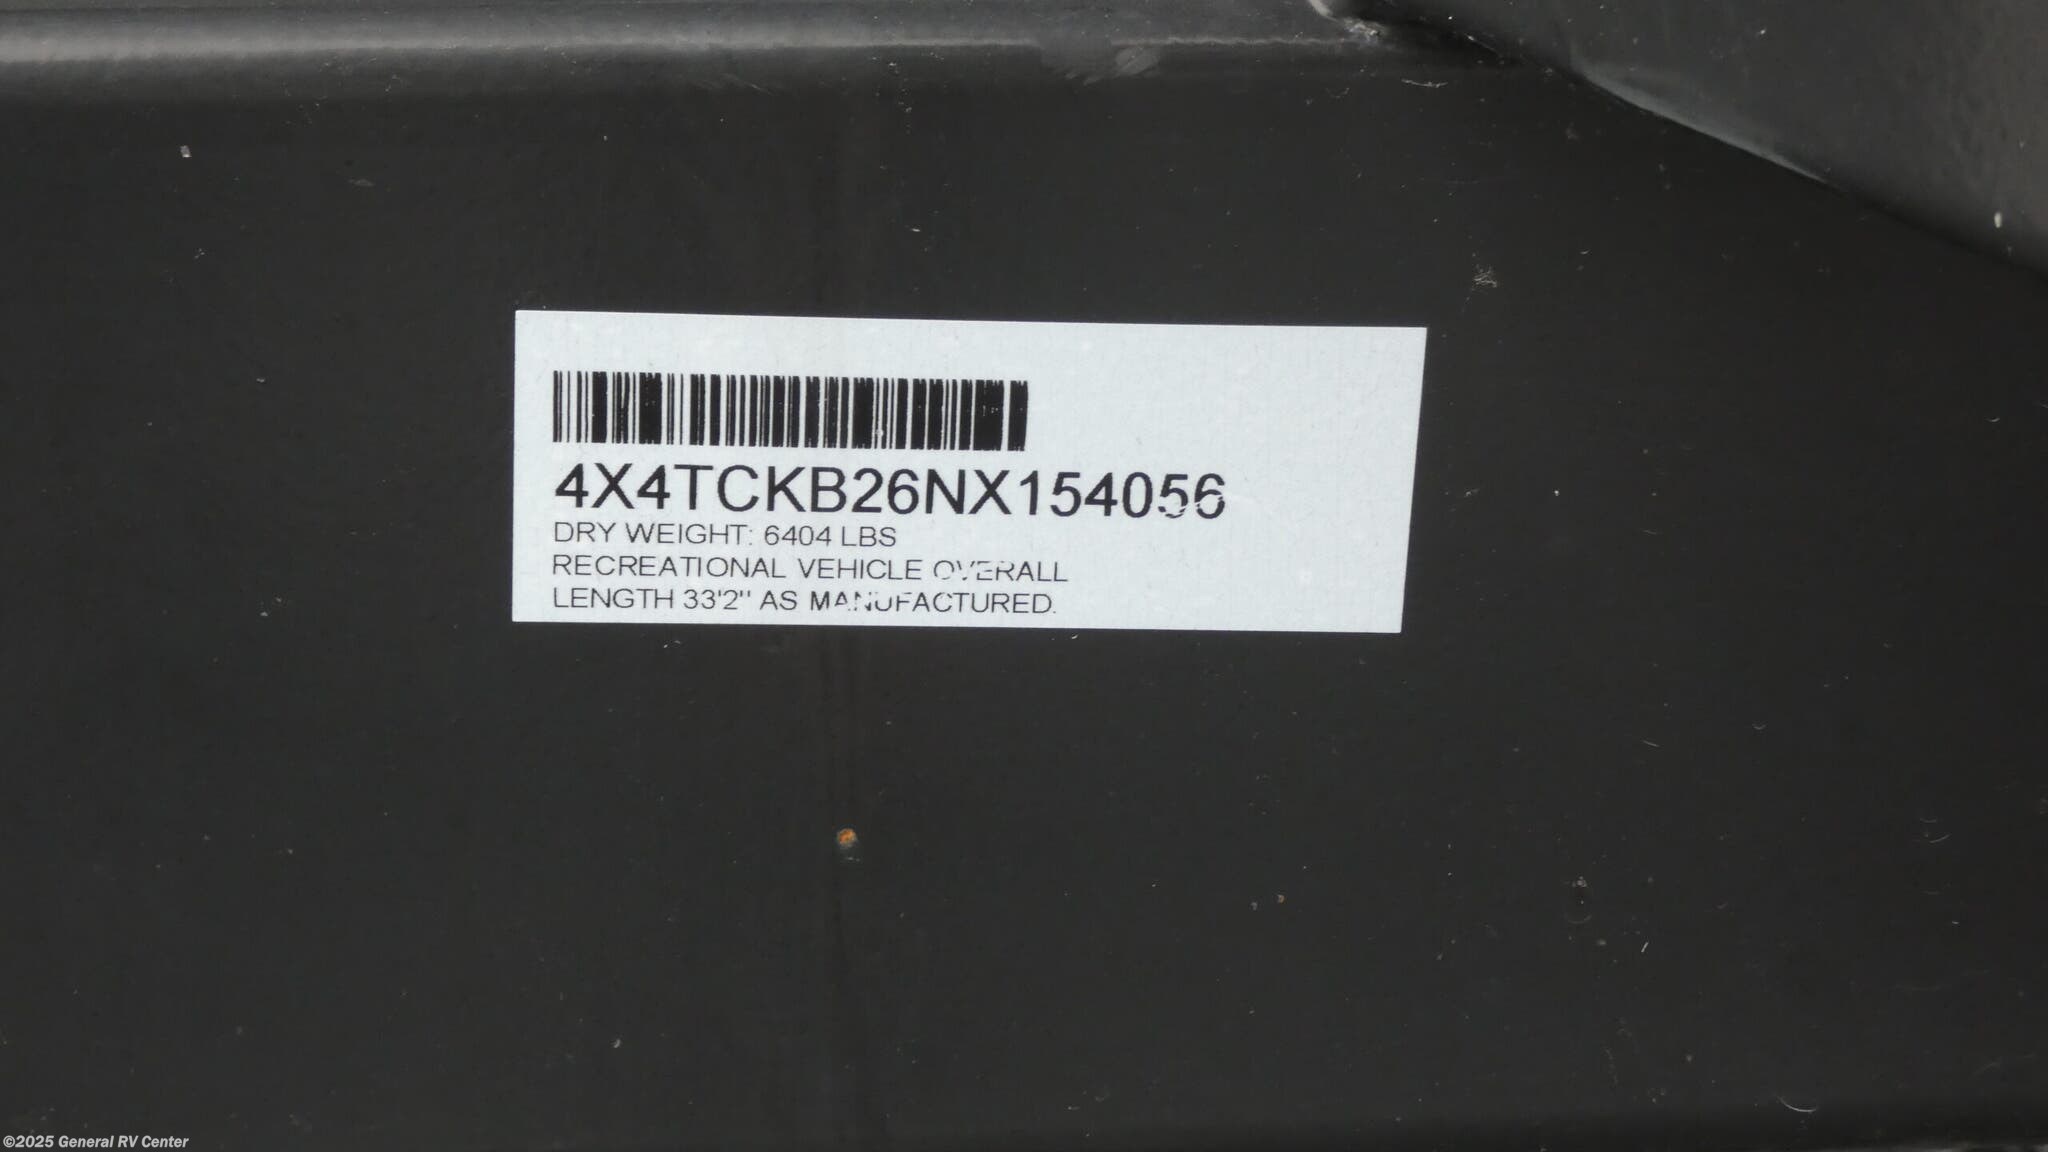 4X4TCKB26NX154056
DRY WEIGHT: 6404 LBS
RECREATIONAL VEHICLE OVERALL
LENGTH 33'2" AS MANUFACTURED.
©2025 General RV Center